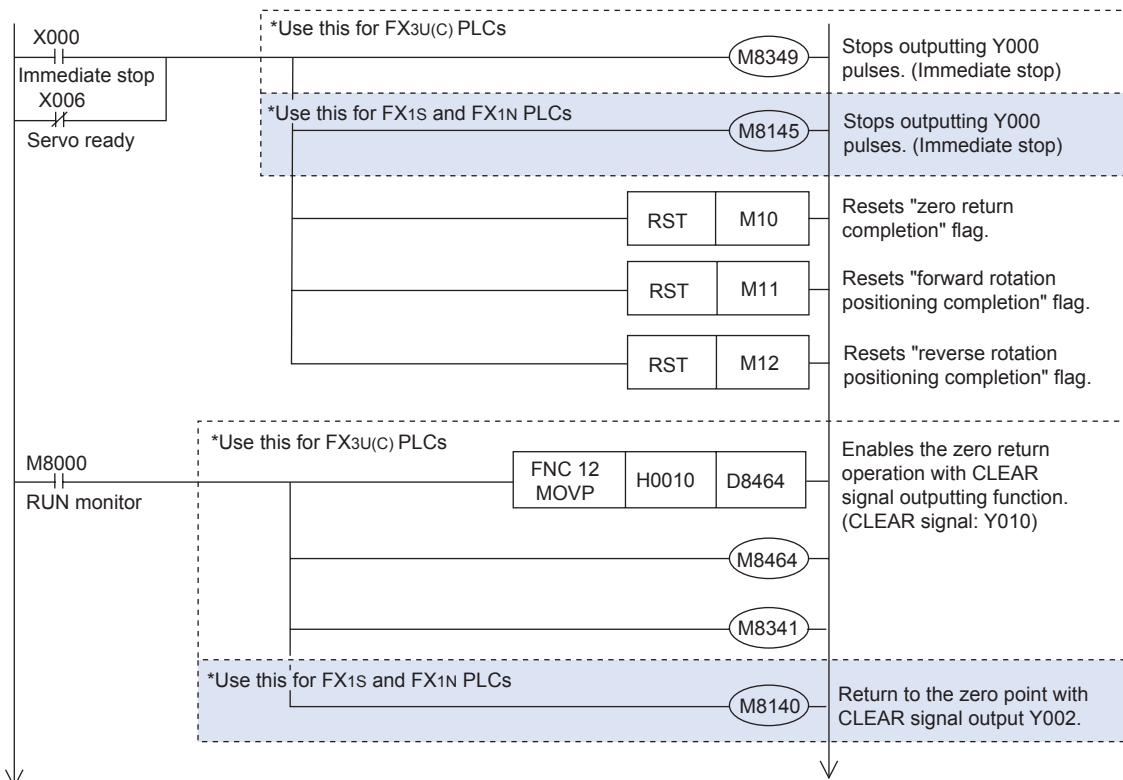 *Use this for FX3U(C) PLCs
X000
Immediate stop
M8349
Stops outputting Y000
pulses. (Immediate stop)
X006
Servo ready
*Use this for FX1S and FX1N PLCs
M8145
Stops outputting Y000
pulses. (Immediate stop)
RST M10
Resets "zero return
completion" flag.
RST M11
Resets "forward rotation
positioning completion" flag.
RST M12
Resets "reverse rotation
positioning completion" flag.
*Use this for FX3U(C) PLCs
M8000
RUN monitor
FNC 12
MOVP
H0010
D8464
Enables the zero return
operation with CLEAR
signal outputting function.
(CLEAR signal: Y010)
M8464
M8341
*Use this for FX1S and FX1N PLCs
M8140
Return to the zero point with
CLEAR signal output Y002.